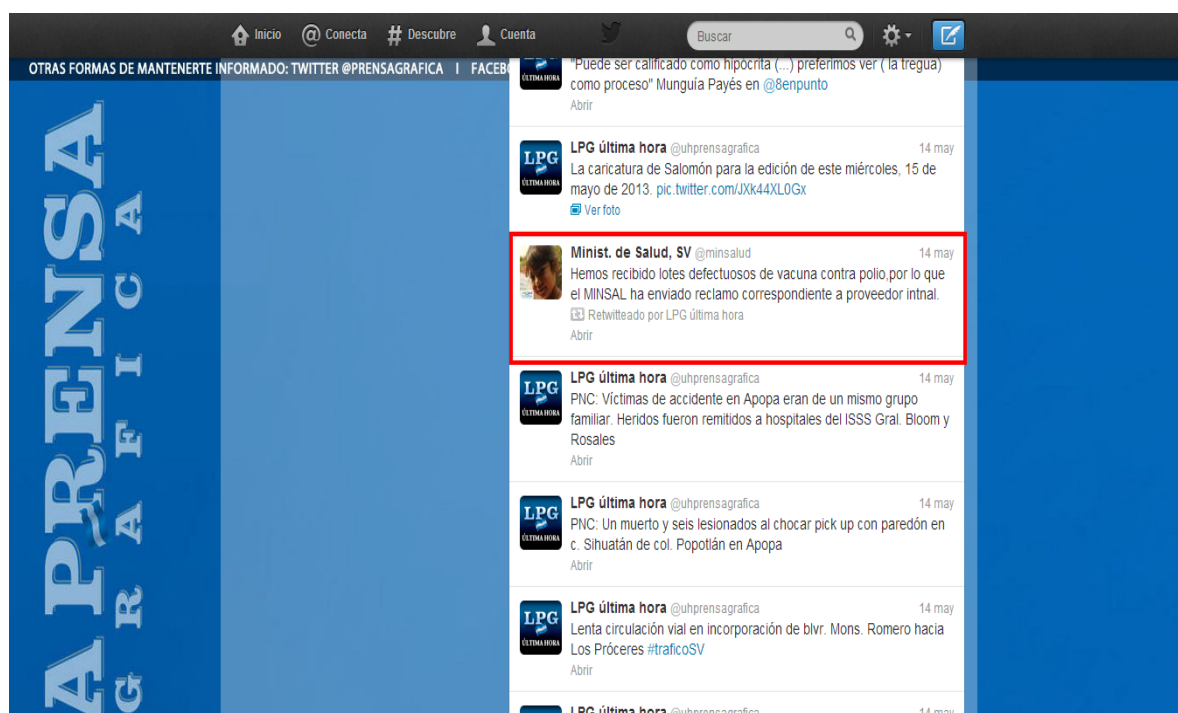 Inicio
Conecta
Descubre
Cuenta
Buscar
OTRAS FORMAS DE MANTENERTE INFORMADO: TWITTER @PRENSAGRAFICA I FACEB
LA PRENSA
GRAFICA
"Puede ser calificado como hipócrita (...) preferimos ver ( la tregua)
como proceso" Munguía Payés en @8enpunto
Abrir
LPG
ÚLTIMA HORA
LPG última hora @uhprensagrafica 14 may
La caricatura de Salomón para la edición de este miércoles, 15 de
mayo de 2013. pic.twitter.com/JXk44XL0Gx
Ver foto
Minist. de Salud, SV @minsalud 14 may
Hemos recibido lotes defectuosos de vacuna contra polio,por lo que
el MINSAL ha enviado reclamo correspondiente a proveedor intnal.
Retwitteado por LPG última hora
Abrir
LPG
ÚLTIMA HORA
LPG última hora @uhprensagrafica 14 may
PNC: Víctimas de accidente en Apopa eran de un mismo grupo
familiar. Heridos fueron remitidos a hospitales del ISSS Gral. Bloom y
Rosales
Abrir
LPG
ÚLTIMA HORA
LPG última hora @uhprensagrafica 14 may
PNC: Un muerto y seis lesionados al chocar pick up con paredón en
c. Sihuatán de col. Popotlán en Apopa
Abrir
LPG
ÚLTIMA HORA
LPG última hora @uhprensagrafica 14 may
Lenta circulación vial en incorporación de blvr. Mons. Romero hacia
Los Próceres #traficoSV
Abrir
LPG última hora @uhprensagrafica 14 may